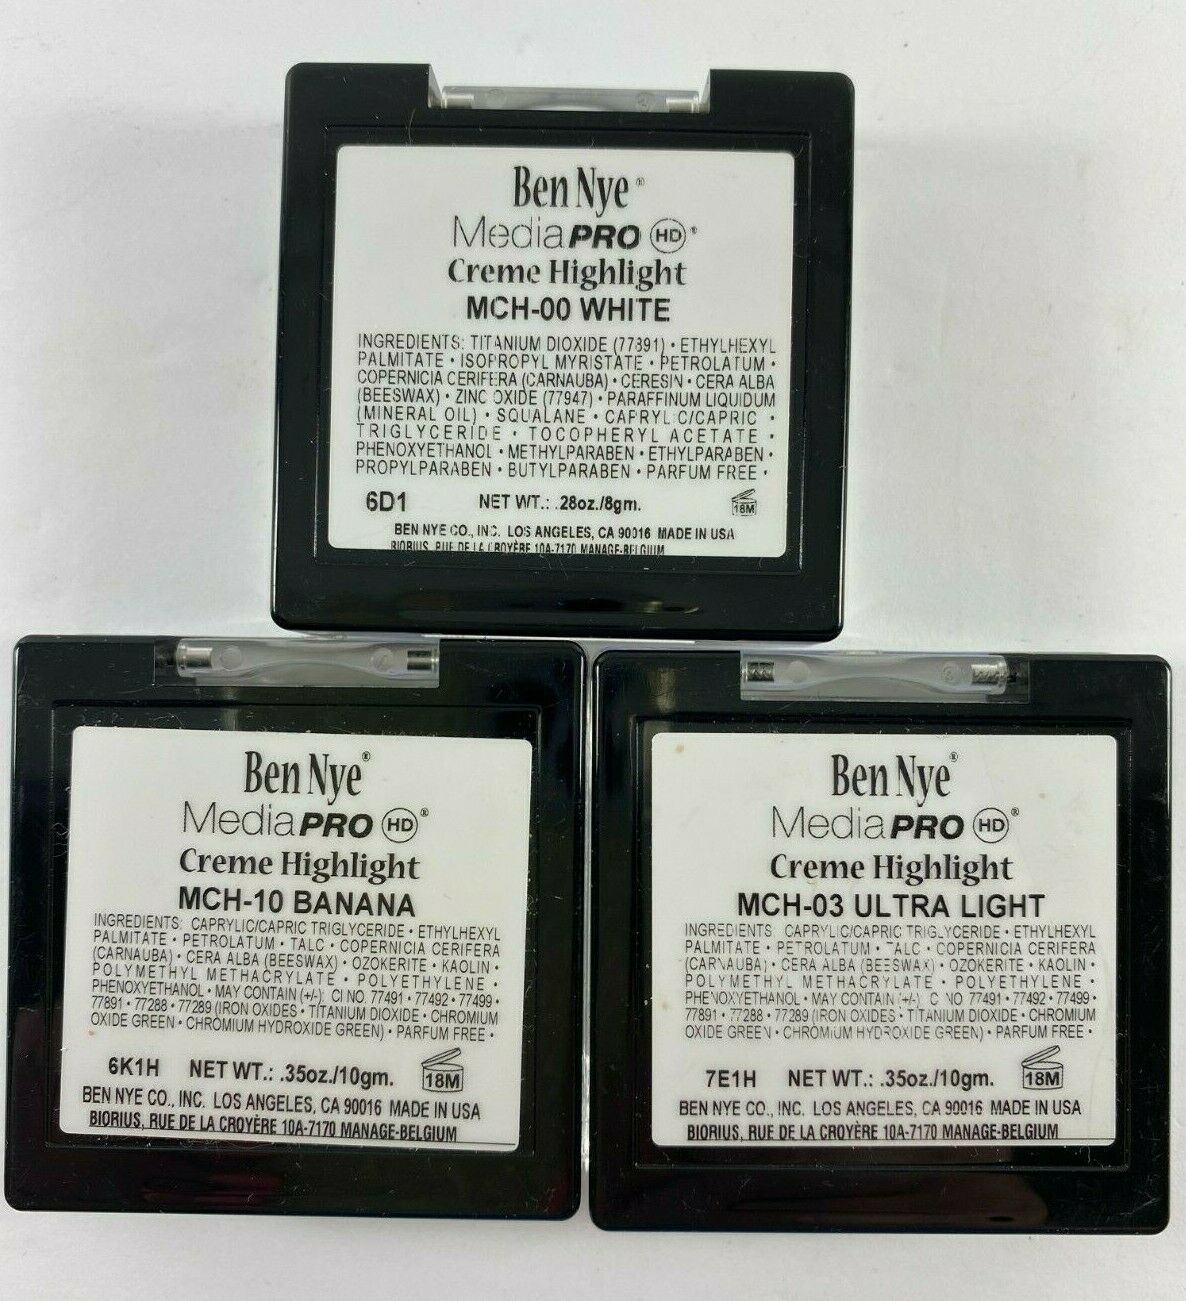 Ben Nye®
Media PRO HD®
Creme Highlight
MCH-00 WHITE
INGREDIENTS: TITANIUM DIOXIDE (77891) • ETHYLHEXYL
PALMITATE • ISOPROPYL MYRISTATE • PETROLATUM •
COPERNICIA CERIFERA (CARNAUBA) • CERESIN • CERA ALBA
(BEESWAX) • ZINC OXIDE (77947) • PARAFFINUM LIQUIDUM
(MINERAL OIL) • SQUALANE • CAPRYLIC/CAPRIC •
TRIGLYCERIDE • TOCOPHERYL ACETATE •
PHENOXYETHANOL • METHYLPARABEN • ETHYLPARABEN •
PROPYLPARABEN • BUTYLPARABEN • PARFUM FREE •
6D1 NET WT.: .28oz./8gm. 18M
BEN NYE CO., INC. LOS ANGELES, CA 90016 MADE IN USA
BIORIUS, RUE DE LA CROYÈRE 10A-7170 MANAGE-BELGIUM
Ben Nye®
Media PRO HD®
Creme Highlight
MCH-10 BANANA
INGREDIENTS: CAPRYLIC/CAPRIC TRIGLYCERIDE • ETHYLHEXYL
PALMITATE • PETROLATUM • TALC • COPERNICIA CERIFERA
(CARNAUBA) • CERA ALBA (BEESWAX) • OZOKERITE • KAOLIN •
POLYMETHYL METHACRYLATE • POLYETHYLENE •
PHENOXYETHANOL • MAY CONTAIN (+/-): CI NO. 77491 • 77492 • 77499 •
77891 • 77288 • 77289 (IRON OXIDES • TITANIUM DIOXIDE • CHROMIUM
OXIDE GREEN • CHROMIUM HYDROXIDE GREEN) • PARFUM FREE •
6K1H NET WT.: .35oz./10gm. 18M
BEN NYE CO., INC. LOS ANGELES, CA 90016 MADE IN USA
BIORIUS, RUE DE LA CROYÈRE 10A-7170 MANAGE-BELGIUM
Ben Nye®
Media PRO HD®
Creme Highlight
MCH-03 ULTRA LIGHT
INGREDIENTS: CAPRYLIC/CAPRIC TRIGLYCERIDE • ETHYLHEXYL
PALMITATE • PETROLATUM • TALC • COPERNICIA CERIFERA
(CARNAUBA) • CERA ALBA (BEESWAX) • OZOKERITE • KAOLIN •
POLYMETHYL METHACRYLATE • POLYETHYLENE •
PHENOXYETHANOL • MAY CONTAIN (+/-): CI NO 77491 • 77492 • 77499 •
77891 • 77288 • 77289 (IRON OXIDES • TITANIUM DIOXIDE • CHROMIUM
OXIDE GREEN • CHROMIUM HYDROXIDE GREEN) • PARFUM FREE •
7E1H NET WT.: .35oz./10gm. 18M
BEN NYE CO., INC. LOS ANGELES, CA 90016 MADE IN USA
BIORIUS, RUE DE LA CROYÈRE 10A-7170 MANAGE-BELGIUM